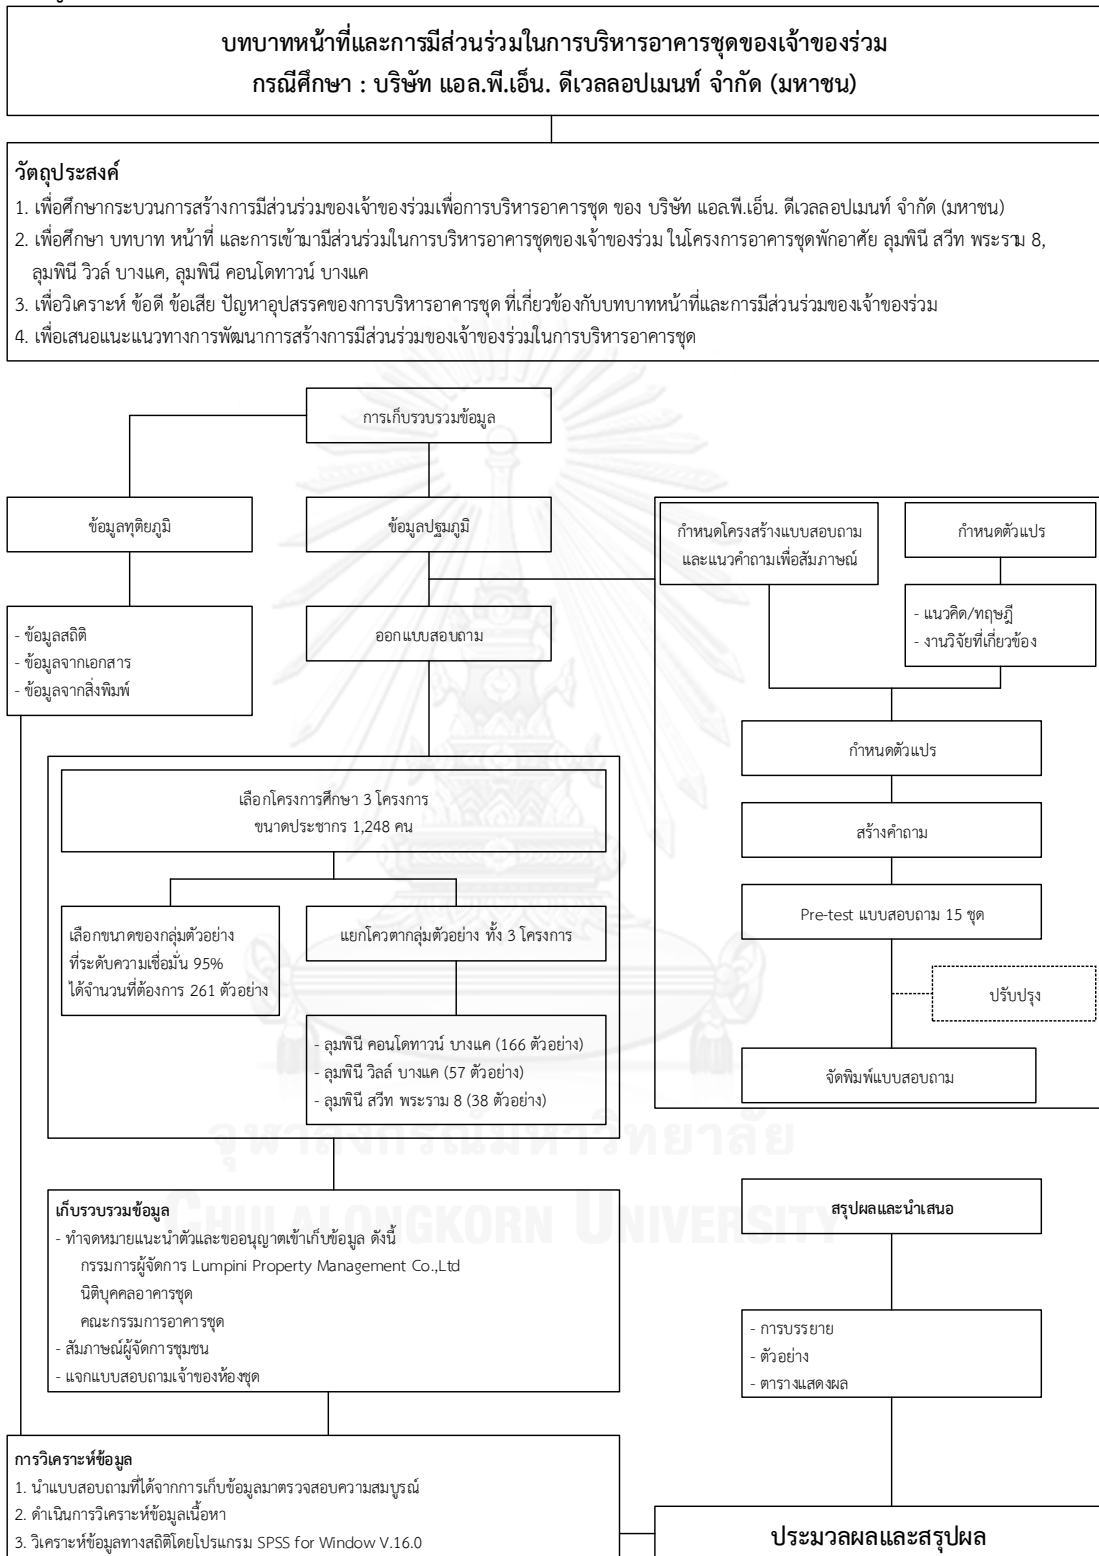 บทบาทหน้าที่และการมีส่วนร่วมในการบริหารอาคารชุดของเจ้าของร่วม
กรณีศึกษา : บริษัท แอล.พี.เอ็น. ดีเวลลอปเมนท์ จำกัด (มหาชน)
วัตถุประสงค์
1. เพื่อศึกษากระบวนการสร้างการมีส่วนร่วมของเจ้าของร่วมเพื่อการบริหารอาคารชุด ของ บริษัท แอล.พี.เอ็น. ดีเวลลอปเมนท์ จำกัด (มหาชน)
2. เพื่อศึกษา บทบาท หน้าที่ และการเข้ามามีส่วนร่วมในการบริหารอาคารชุดของเจ้าของร่วม ในโครงการอาคารชุดพักอาศัย ลุมพินี สวีท พระราม 8,
ลุมพินี วิวล์ บางแค, ลุมพินี คอนโดทาวน์ บางแค
3. เพื่อวิเคราะห์ ข้อดี ข้อเสีย ปัญหาอุปสรรคของการบริหารอาคารชุด ที่เกี่ยวข้องกับบทบาทหน้าที่และการมีส่วนร่วมของเจ้าของร่วม
4. เพื่อเสนอแนะแนวทางการพัฒนาการสร้างการมีส่วนร่วมของเจ้าของร่วมในการบริหารอาคารชุด
การเก็บรวบรวมข้อมูล
ข้อมูลทุติยภูมิ
ข้อมูลปฐมภูมิ
กำหนดโครงสร้างแบบสอบถาม
และแนวคำถามเพื่อสัมภาษณ์
กำหนดตัวแปร
- ข้อมูลสถิติ
- ข้อมูลจากเอกสาร
- ข้อมูลจากสิ่งพิมพ์
ออกแบบสอบถาม
- แนวคิด/ทฤษฎี
- งานวิจัยที่เกี่ยวข้อง
กำหนดตัวแปร
เลือกโครงการศึกษา 3 โครงการ
ขนาดประชากร 1,248 คน
สร้างคำถาม
เลือกขนาดของกลุ่มตัวอย่าง
ที่ระดับความเชื่อมั่น 95%
ได้จำนวนที่ต้องการ 261 ตัวอย่าง
แยกโควตากลุ่มตัวอย่าง ทั้ง 3 โครงการ
Pre-test แบบสอบถาม 15 ชุด
ปรับปรุง
- ลุมพินี คอนโดทาวน์ บางแค (166 ตัวอย่าง)
- ลุมพินี วิลล์ บางแค (57 ตัวอย่าง)
- ลุมพินี สวีท พระราม 8 (38 ตัวอย่าง)
จัดพิมพ์แบบสอบถาม
จุฬาลงกรณ์มหาวิทยาลัย
CHULALONGKORN UNIVERSITY
เก็บรวบรวมข้อมูล
- ทำจดหมายแนะนำตัวและขออนุญาตเข้าเก็บข้อมูล ดังนี้
กรรมการผู้จัดการ Lumpini Property Management Co.,Ltd
นิติบุคคลอาคารชุด
คณะกรรมการอาคารชุด
- สัมภาษณ์ผู้จัดการชุมชน
- แจกแบบสอบถามเจ้าของห้องชุด
สรุปผลและนำเสนอ
- การบรรยาย
- ตัวอย่าง
- ตารางแสดงผล
การวิเคราะห์ข้อมูล
1. นำแบบสอบถามที่ได้จากการเก็บข้อมูลมาตรวจสอบความสมบูรณ์
2. ดำเนินการวิเคราะห์ข้อมูลเนื้อหา
3. วิเคราะห์ข้อมูลทางสถิติโดยโปรแกรม SPSS for Window V.16.0
ประมวลผลและสรุปผล